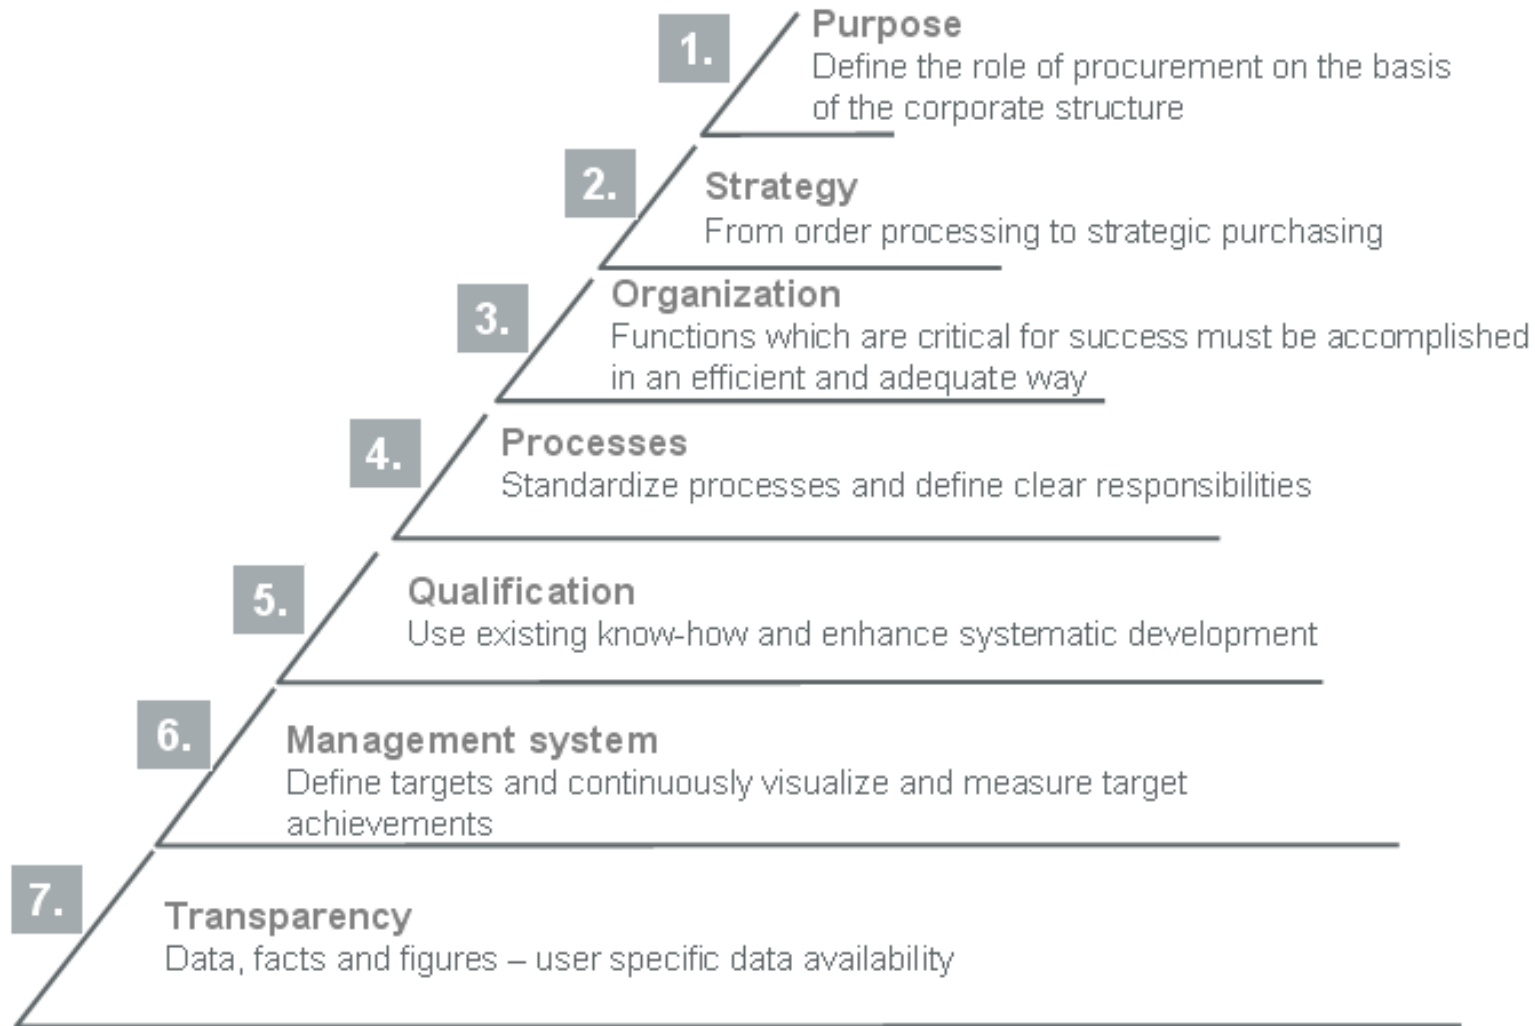 1.
Purpose
Define the role of procurement on the basis
of the corporate structure
2.
Strategy
From order processing to strategic purchasing
3.
Organization
Functions which are critical for success must be accomplished
in an efficient and adequate way
4.
Processes
Standardize processes and define clear responsibilities
5.
Qualification
Use existing know-how and enhance systematic development
6.
Management system
Define targets and continuously visualize and measure target
achievements
7.
Transparency
Data, facts and figures – user specific data availability